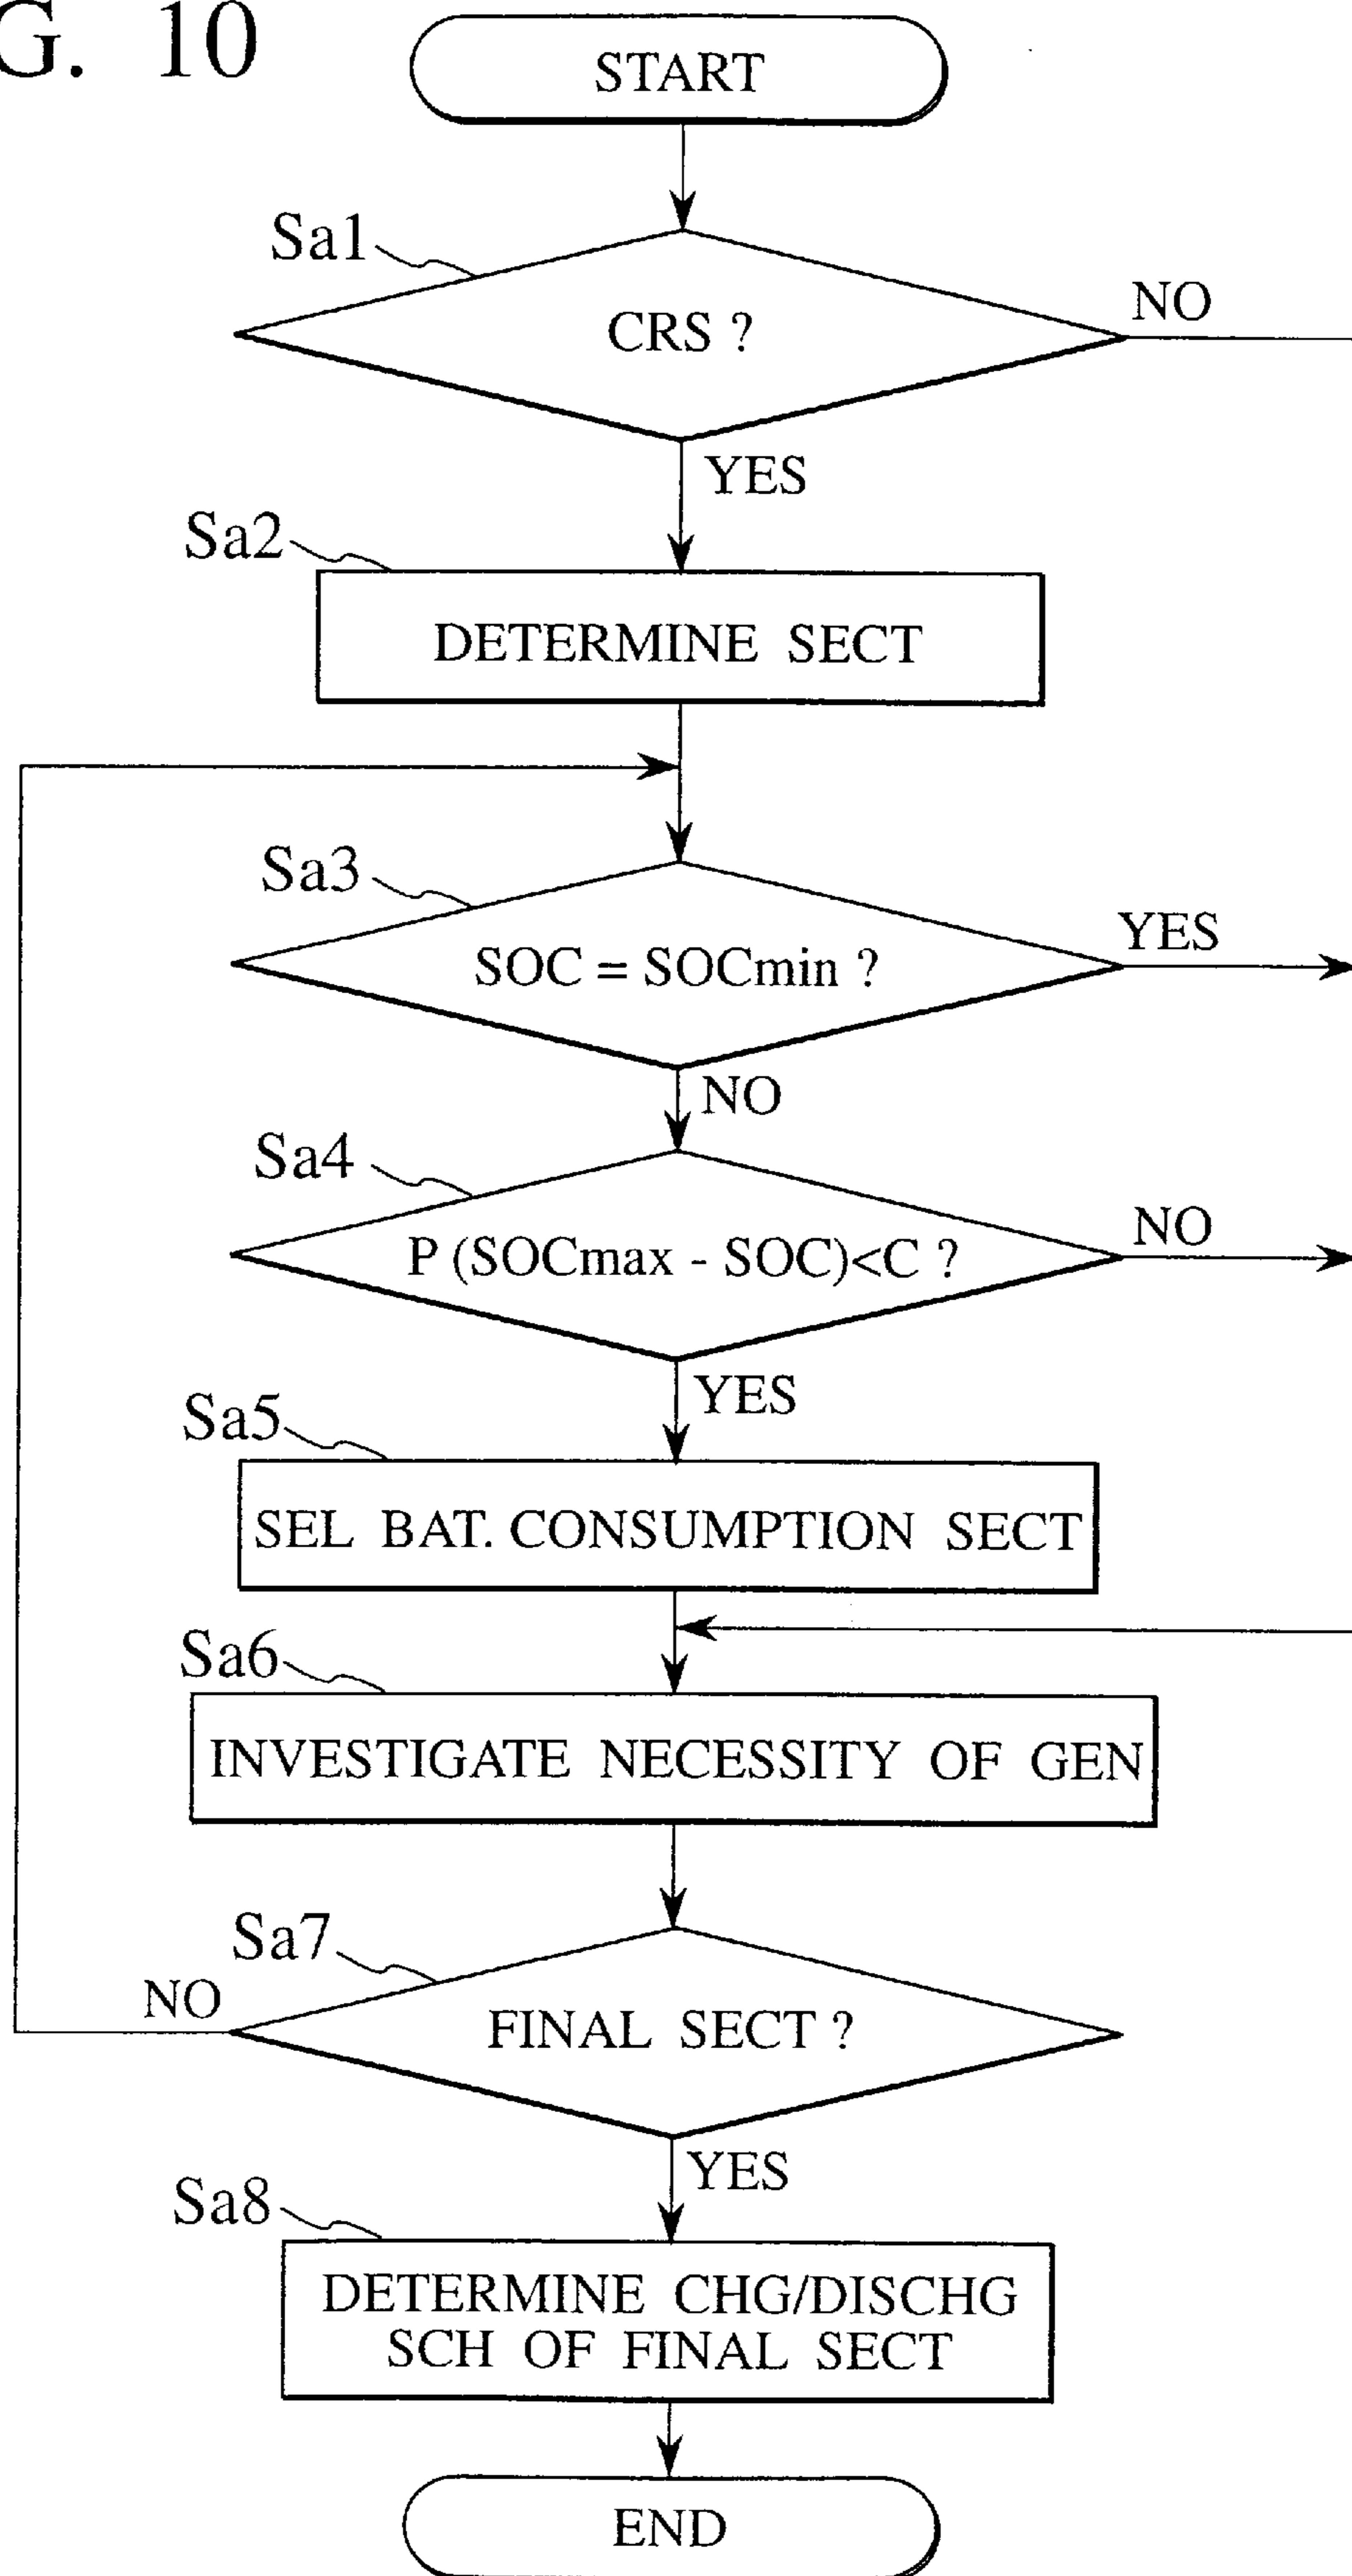 G. 10
START
Sa1
CRS ?
NO
YES
Sa2
DETERMINE SECT
Sa3
SOC = SOCmin ?
YES
NO
Sa4
P (SOCmax - SOC)<C ?
NO
YES
Sa5
SEL BAT. CONSUMPTION SECT
Sa6
INVESTIGATE NECESSITY OF GEN
Sa7
NO
FINAL SECT ?
YES
Sa8
DETERMINE CHG/DISCHG
SCH OF FINAL SECT
END